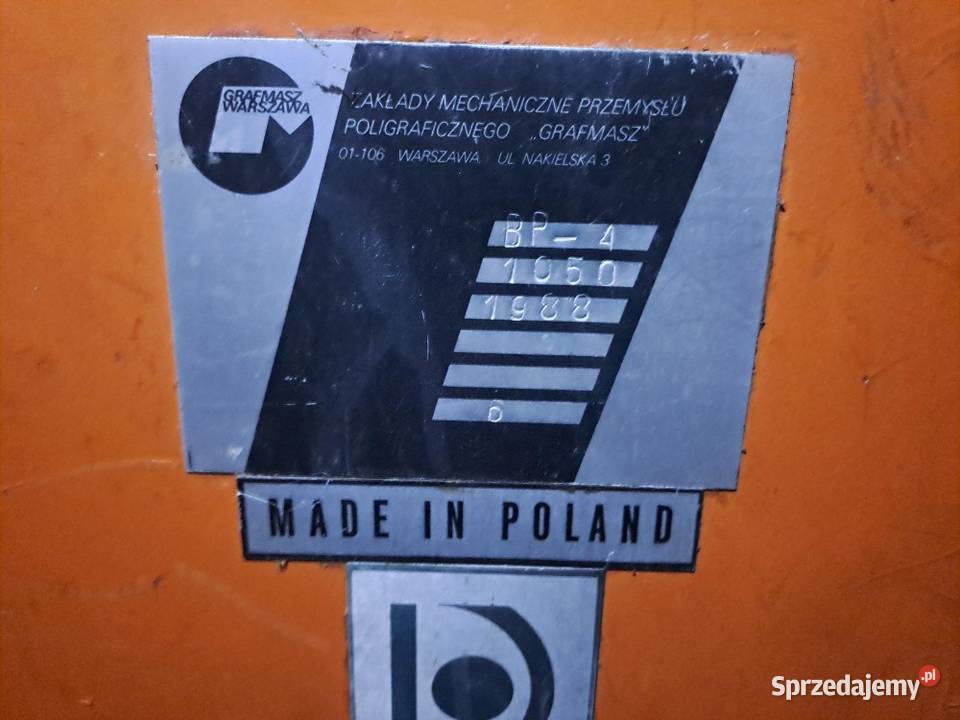 GRAFMASZ
WARSZAWA
ZAKŁADY MECHANICZNE PRZEMYSŁU
POLIGRAFICZNEGO „GRAFMASZ”
01-106 WARSZAWA UL NAKIELSKA 3
BP-4
1050
1988
6
MADE IN POLAND
Sprzedajemy.pl